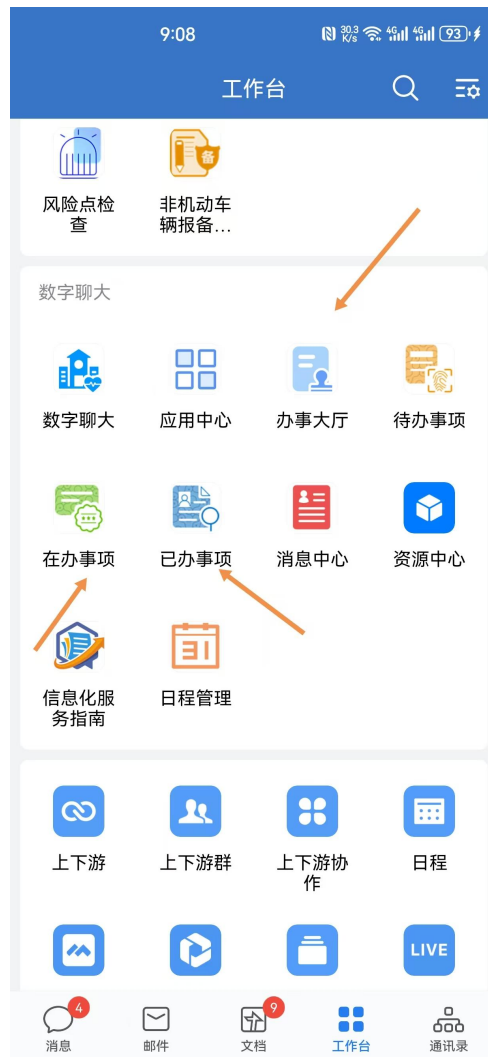 9:08
30.3 K/s 4G 4G 93
工作台
风险点检
查
非机动车
辆报备...
备
数字聊大
数字聊大
应用中心
办事大厅
待办事项
在办事项
已办事项
消息中心
资源中心
31
信息化服
务指南
日程管理
上下游
上下游群
上下游协
作
日程
LIVE
4
9
消息
邮件
文档
工作台
通讯录